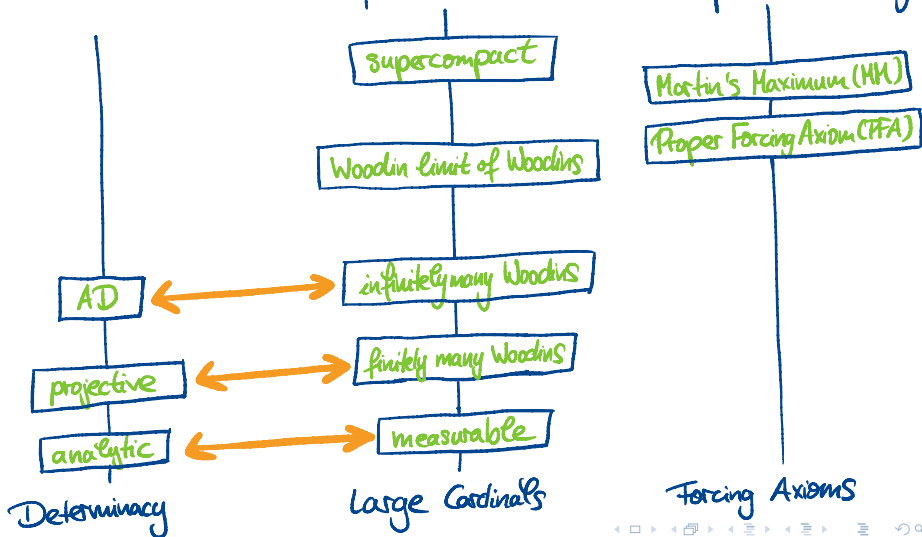 supercompact
Woodin limit of Woodins
infinitely many Woodins
finitely many Woodins
measurable
Large Cardinals
AD
projective
analytic
Determinacy
Martin's Maximum (MM)
Proper Forcing Axiom (PFA)
Forcing Axioms